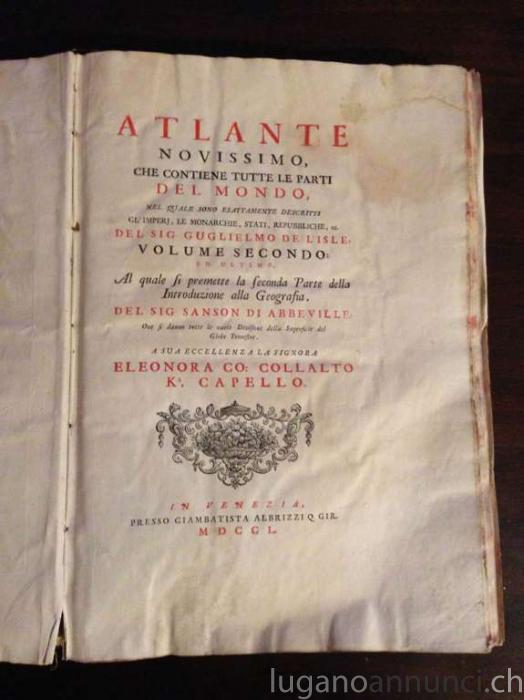 ATLANTE
NOVISSIMO,
CHE CONTIENE TUTTE LE PARTI
DEL MONDO,
NEL QUALE SONO ESATTAMENTE DESCRITTI
GL'IMPERJ, LE MONARCHIE, STATI, REPUBBLICHE, ec.
DEL SIG GUGLIELMO DE L'ISLE.
VOLUME SECONDO:
ED ULTIMO,
Al quale ſi premette la ſeconda Parte della
Introduzione alla Geografia,
DEL SIG SANSON DI ABBEVILLE.
Ove ſi danno tutte le varie Diviſioni della Superficie del
Globo Terreſtre.
A SUA ECCELLENZA LA SIGNORA
ELEONORA CO: COLLALTO
Kª. CAPELLO.
IN VENEZIA,
PRESSO GIAMBATISTA ALBRIZZI Q. GIR.
MDCCL.
luganoannunci.ch